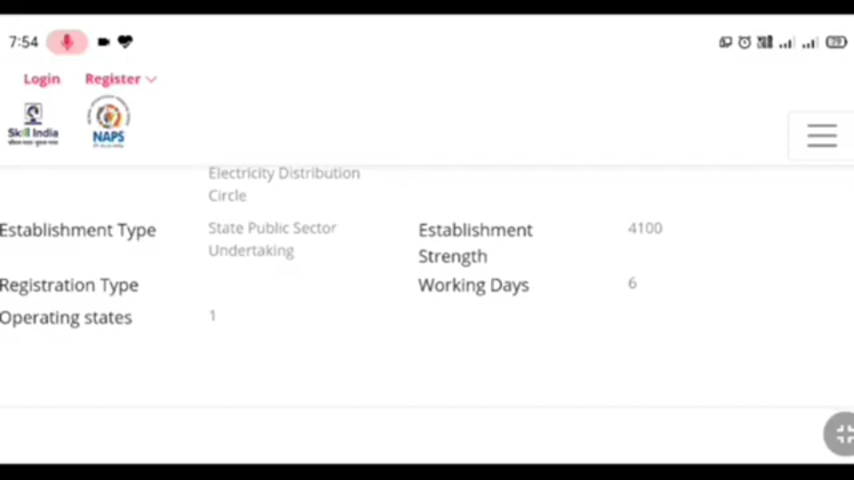 7:54
Login Register
Skill India
NAPS
Electricity Distribution
Circle
Establishment Type State Public Sector Establishment 4100
Undertaking Strength
Registration Type Working Days 6
Operating states 1